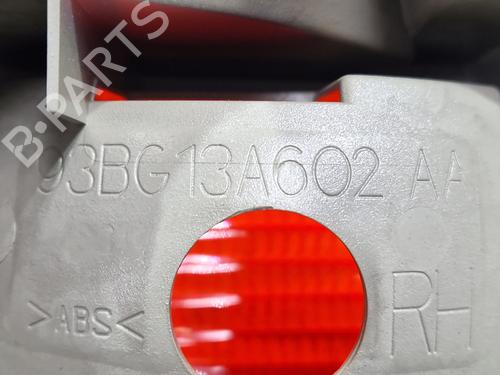 B-PARTS
93BG 13A602 AA
>ABS<
RH